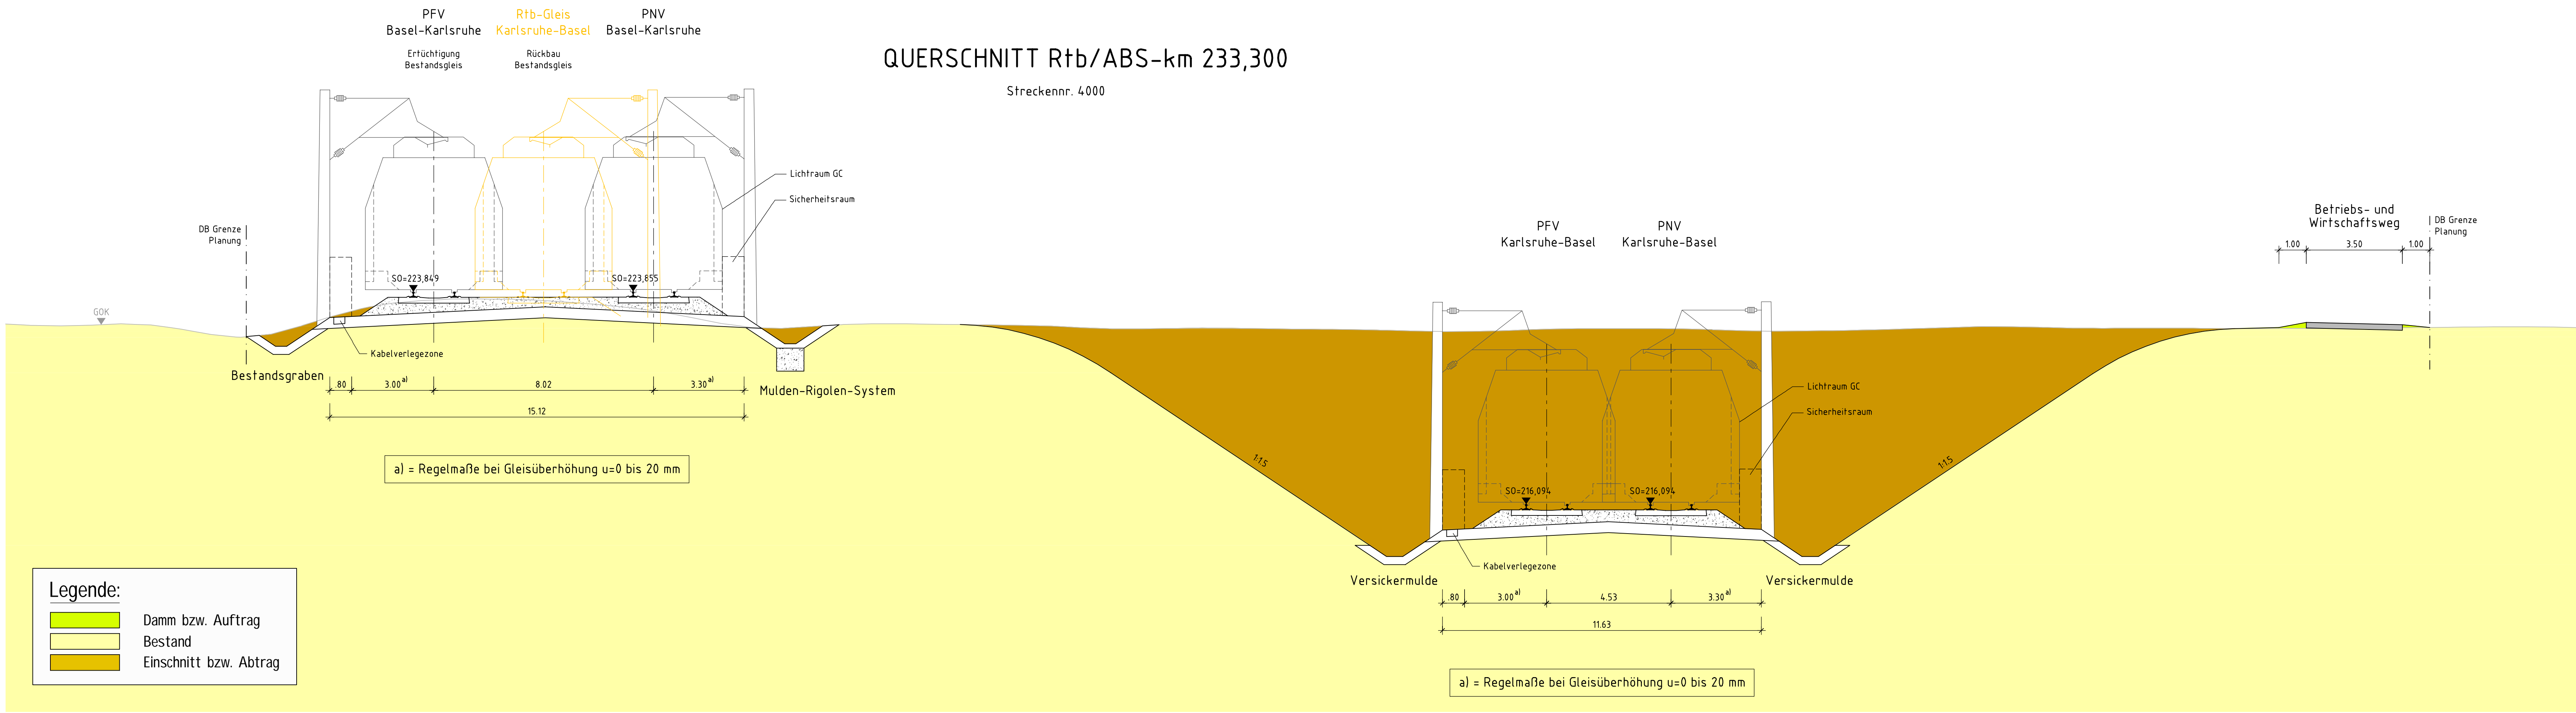 QUERSCHNITT Rtb/ABS-km 233,300
Streckennr. 4000
PFV
Basel-Karlsruhe
Ertüchtigung
Bestandsgleis
Rtb-Gleis
Karlsruhe-Basel
Rückbau
Bestandsgleis
PNV
Basel-Karlsruhe
Lichtraum GC
Sicherheitsraum
DB Grenze
Planung
GOK
SO=223,849
SO=223,855
Kabelverlegezone
Bestandsgraben
Mulden-Rigolen-System
.80
3.00 a)
8.02
3.30 a)
15.12
a) = Regelmaße bei Gleisüberhöhung u=0 bis 20 mm
PFV
Karlsruhe-Basel
PNV
Karlsruhe-Basel
Betriebs- und
Wirtschaftsweg
1.00
3.50
1.00
DB Grenze
Planung
Lichtraum GC
Sicherheitsraum
1:1.5
1:1.5
SO=216,094
SO=216,094
Kabelverlegezone
Versickermulde
Versickermulde
.80
3.00 a)
4.53
3.30 a)
11.63
a) = Regelmaße bei Gleisüberhöhung u=0 bis 20 mm
Legende:
Damm bzw. Auftrag
Bestand
Einschnitt bzw. Abtrag